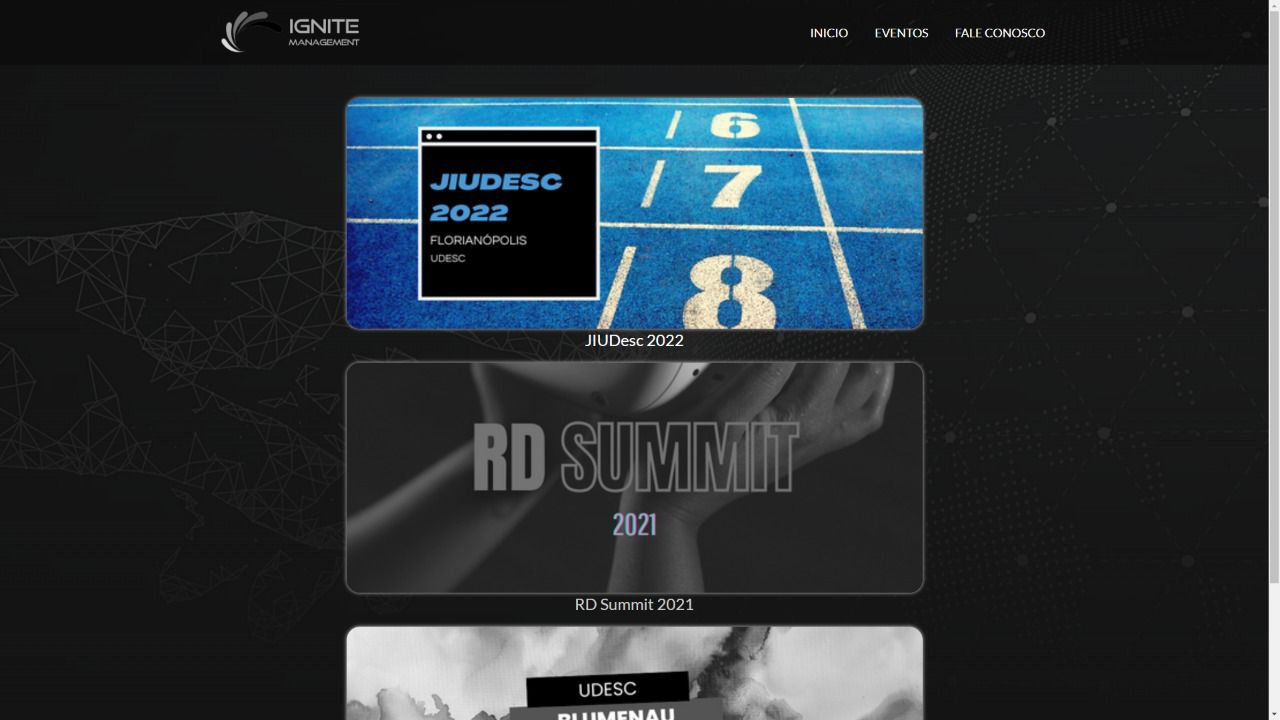 IGNITE
MANAGEMENT
INICIO EVENTOS FALE CONOSCO
JIUDESC
2022
FLORIANÓPOLIS
UDESC
6
7
8
JIUDesc 2022
RD SUMMIT
2021
RD Summit 2021
UDESC
BLUMENAU